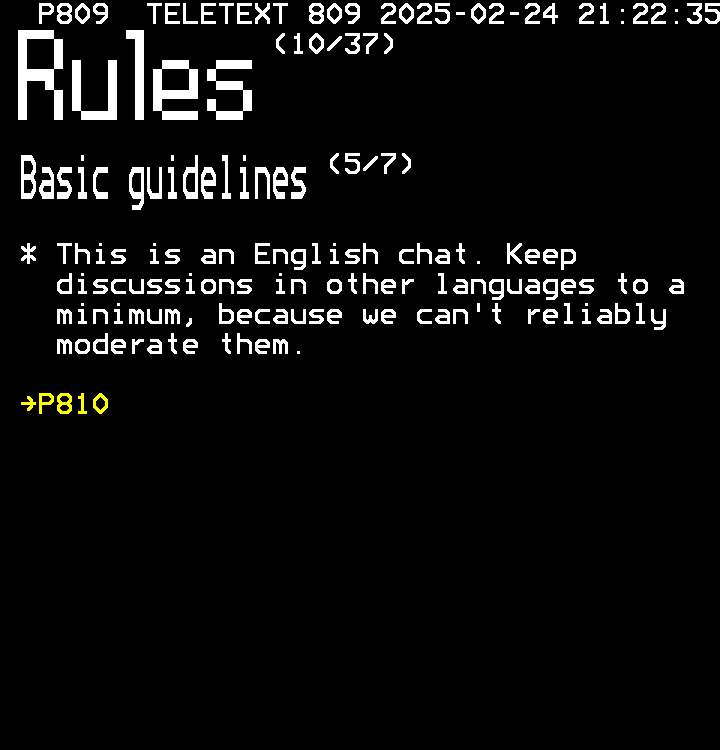 P809 TELETEXT 809 2025-02-24 21:22:35
Rules (10/37)
Basic guidelines (5/7)
* This is an English chat. Keep
discussions in other languages to a
minimum, because we can't reliably
moderate them.
→P810